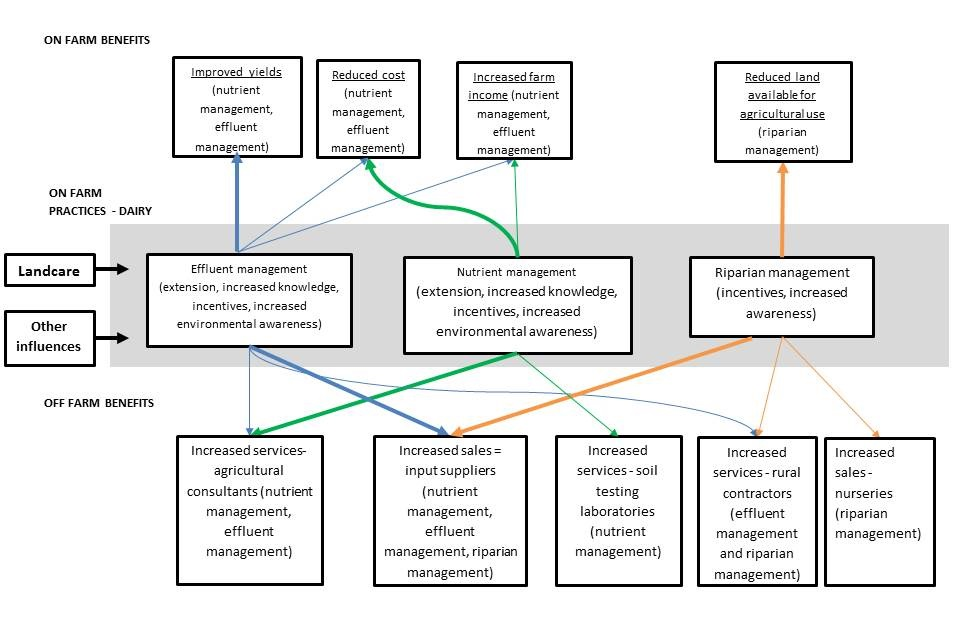 ON FARM BENEFITS
Improved yields
(nutrient
management,
effluent
management)
Reduced cost
(nutrient
management,
effluent
management)
Increased farm
income (nutrient
management,
effluent
management)
Reduced land
available for
agricultural use
(riparian
management)
ON FARM
PRACTICES - DAIRY
Landcare
Other
influences
Effluent management
(extension, increased knowledge,
incentives, increased
environmental awareness)
Nutrient management
(extension, increased knowledge,
incentives, increased
environmental awareness)
Riparian management
(incentives, increased
awareness)
OFF FARM BENEFITS
Increased services-
agricultural
consultants (nutrient
management,
effluent
management)
Increased sales =
input suppliers
(nutrient
management,
effluent
management, riparian
management)
Increased
services - soil
testing
laboratories
(nutrient
management)
Increased
services - rural
contractors
(effluent
management
and riparian
management)
Increased
sales -
nurseries
(riparian
management)